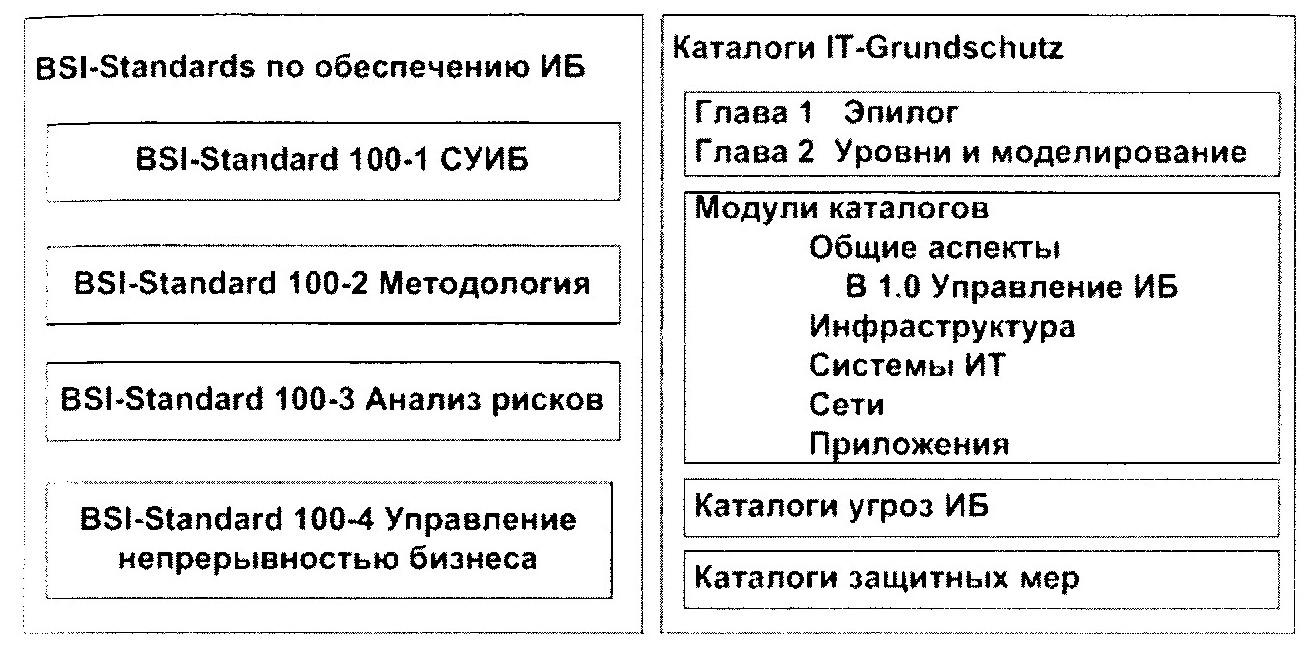 BSI-Standards по обеспечению ИБ
BSI-Standard 100-1 СУИБ
BSI-Standard 100-2 Методология
BSI-Standard 100-3 Анализ рисков
BSI-Standard 100-4 Управление
непрерывностью бизнеса
Каталоги IT-Grundschutz
Глава 1 Эпилог
Глава 2 Уровни и моделирование
Модули каталогов
Общие аспекты
В 1.0 Управление ИБ
Инфраструктура
Системы ИТ
Сети
Приложения
Каталоги угроз ИБ
Каталоги защитных мер